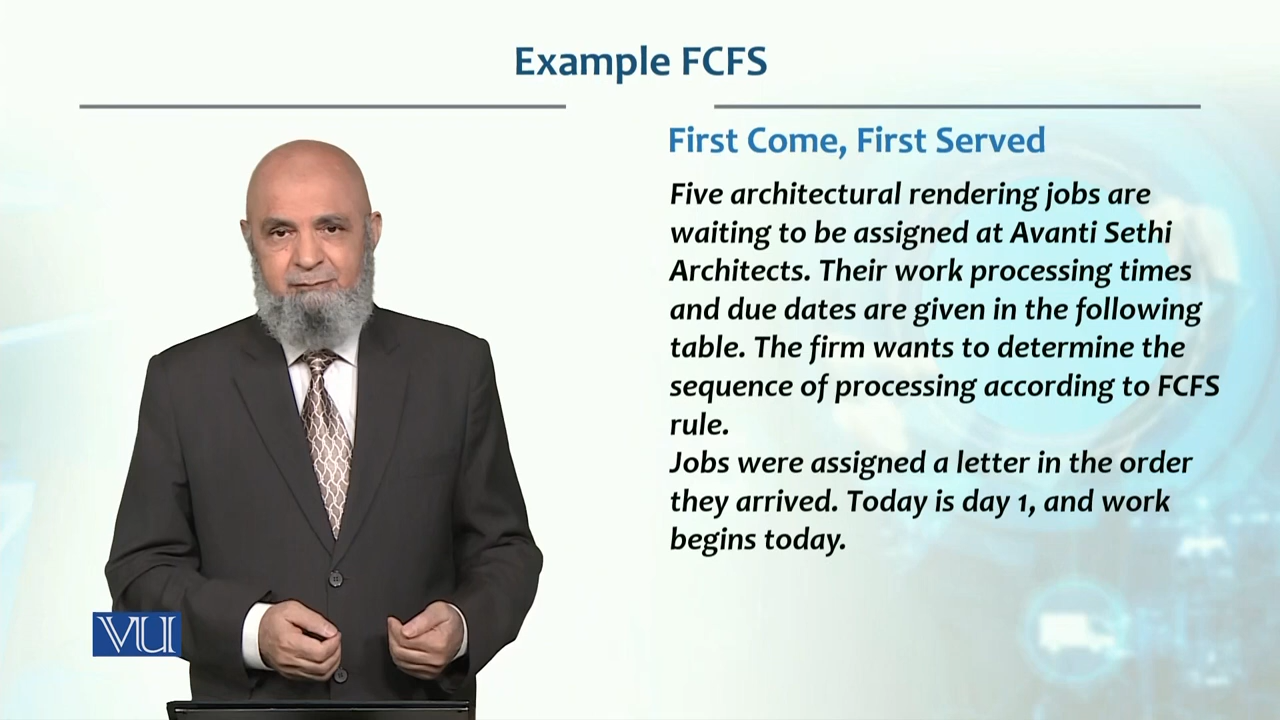 Example FCFS
First Come, First Served
Five architectural rendering jobs are
waiting to be assigned at Avanti Sethi
Architects. Their work processing times
and due dates are given in the following
table. The firm wants to determine the
sequence of processing according to FCFS
rule.
Jobs were assigned a letter in the order
they arrived. Today is day 1, and work
begins today.
VU